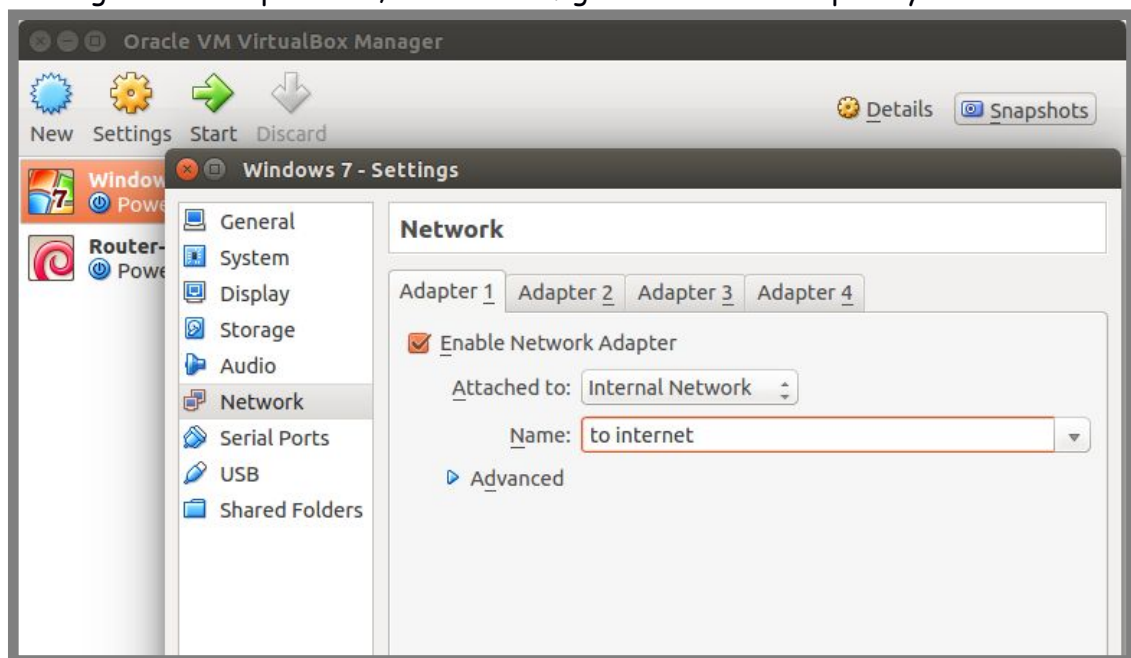 Oracle VM VirtualBox Manager
New Settings Start Discard
Details Snapshots
Windows 7 - Settings
7
Router-
General
System
Display
Storage
Audio
Network
Serial Ports
USB
Shared Folders
Network
Adapter 1 Adapter 2 Adapter 3 Adapter 4
Enable Network Adapter
Attached to: Internal Network
Name: to internet
Advanced